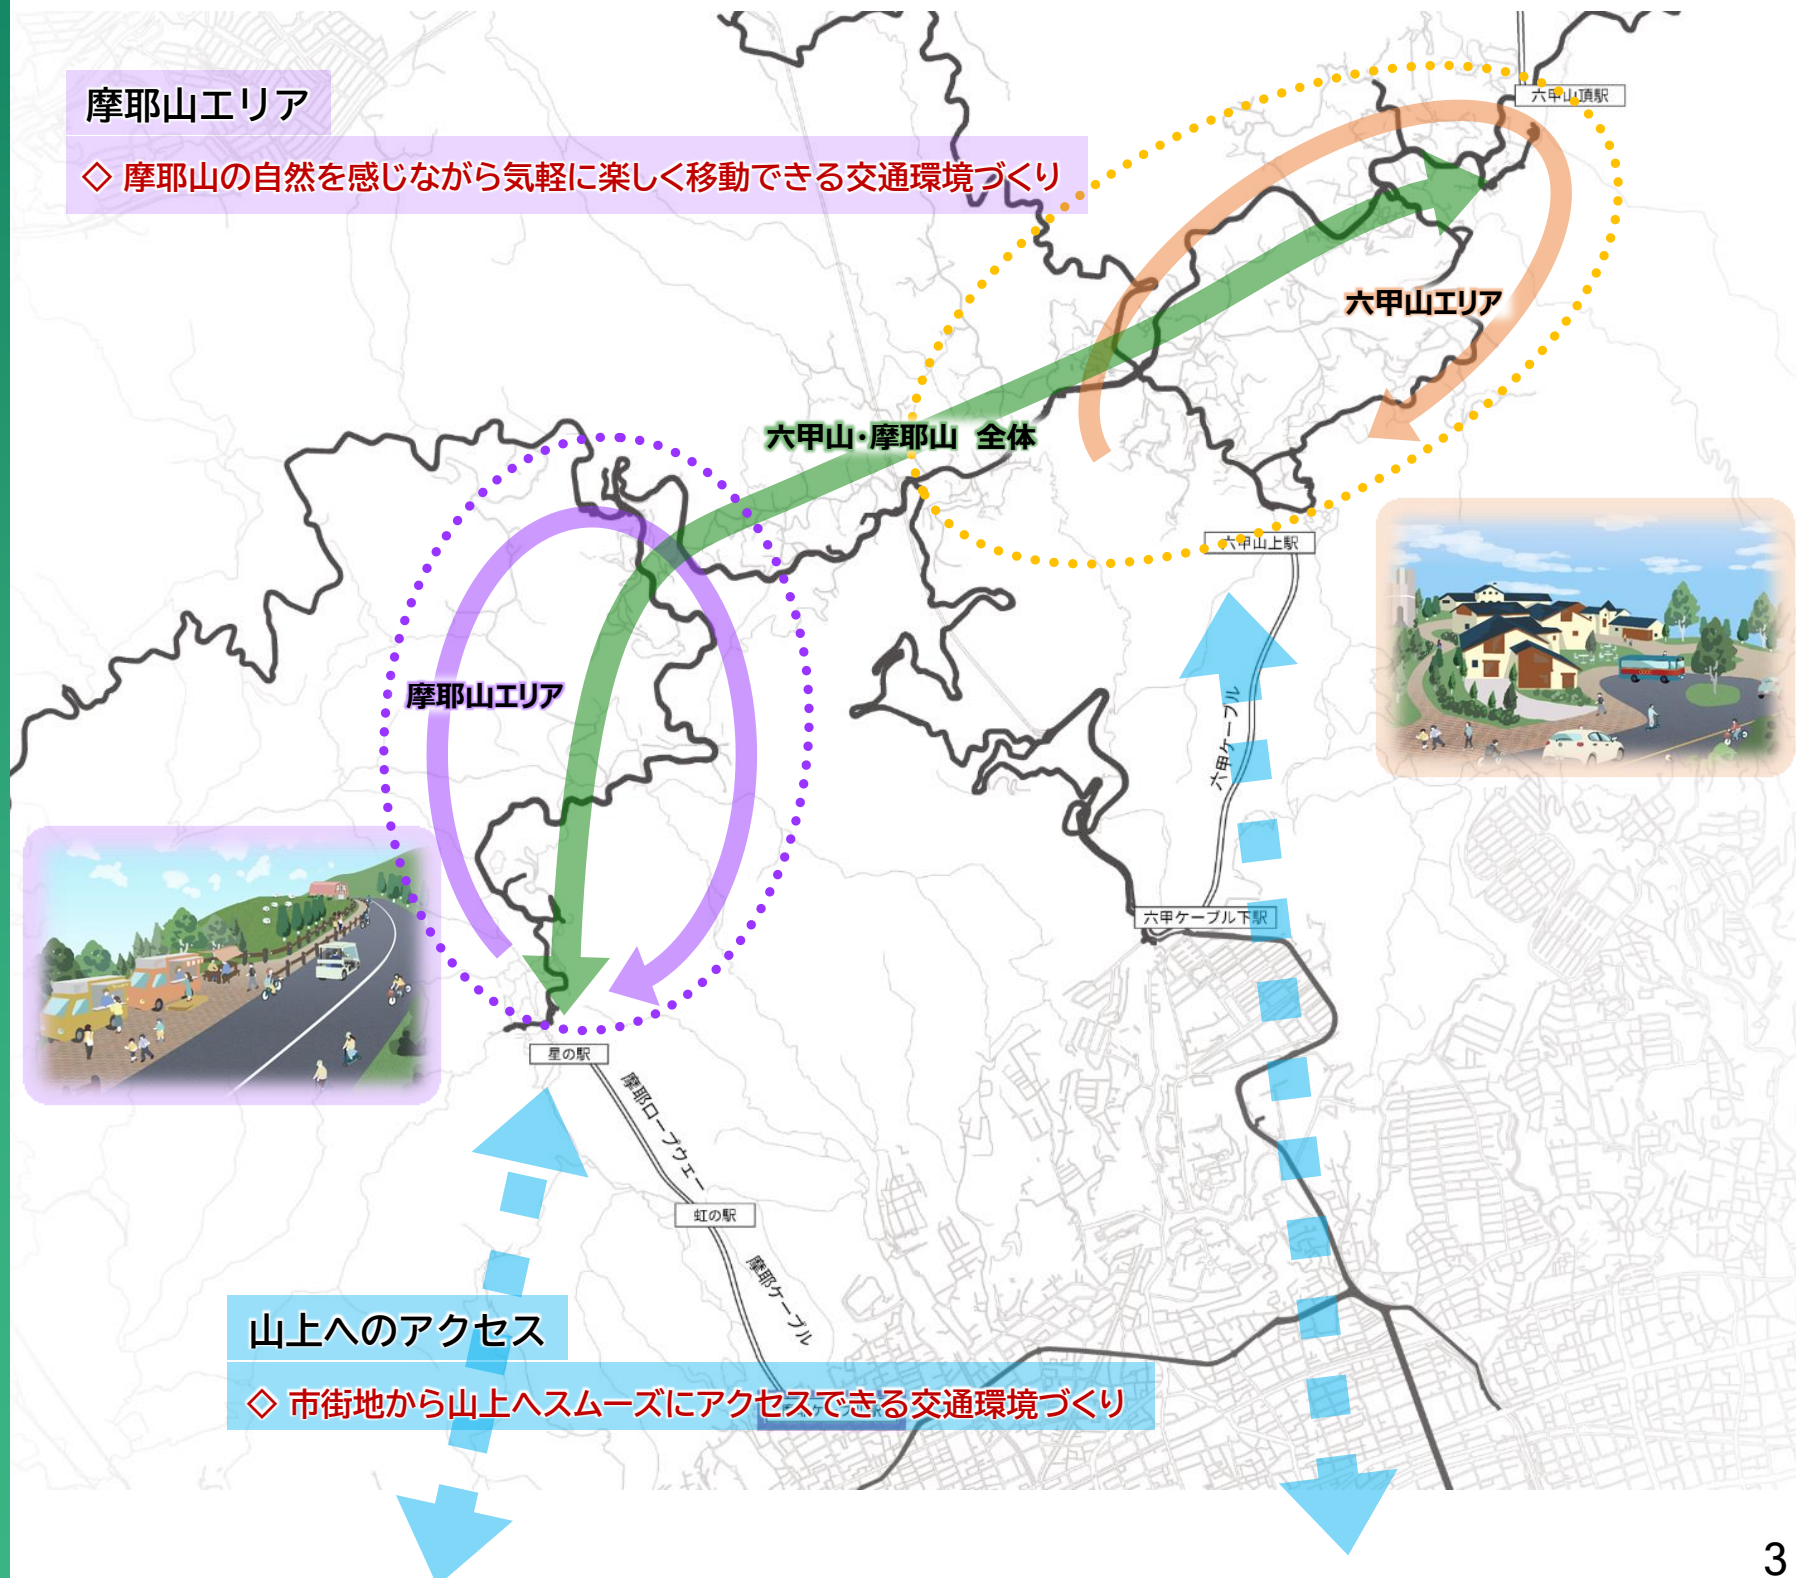 摩耶山エリア
◇ 摩耶山の自然を感じながら気軽に楽しく移動できる交通環境づくり
六甲山頂駅
六甲山エリア
六甲山・摩耶山 全体
六甲山上駅
摩耶山エリア
六甲ケーブル
六甲ケーブル下駅
星の駅
摩耶ロープウェー
虹の駅
摩耶ケーブル
山上へのアクセス
◇ 市街地から山上へスムーズにアクセスできる交通環境づくり
3